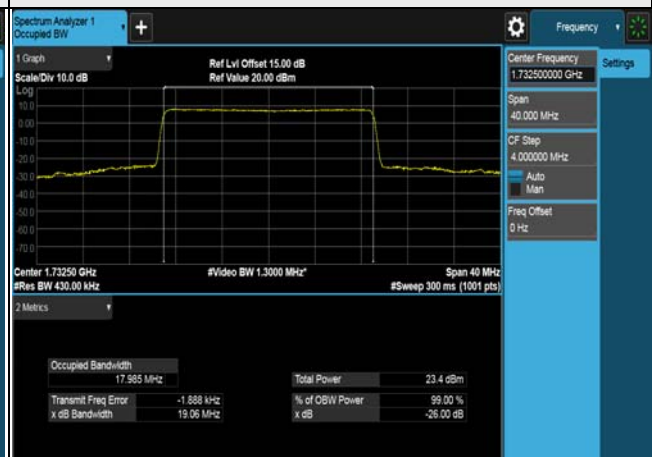 Spectrum Analyzer 1
Occupied BW
+
Frequency
1 Graph
Scale/Div 10.0 dB
Ref Lvl Offset 15.00 dB
Ref Value 20.00 dBm
Log
10.0
0.00
-10.0
-20.0
-30.0
-40.0
-50.0
-60.0
-70.0
Center 1.73250 GHz
#Video BW 1.3000 MHz*
Span 40 MHz
#Res BW 430.00 kHz
#Sweep 300 ms (1001 pts)
2 Metrics
Occupied Bandwidth
17.985 MHz
Total Power 23.4 dBm
Transmit Freq Error -1.888 kHz
% of OBW Power 99.00 %
x dB Bandwidth 19.06 MHz
x dB -26.00 dB
Center Frequency
1.732500000 GHz
Settings
Span
40.000 MHz
CF Step
4.000000 MHz
Auto
Man
Freq Offset
0 Hz